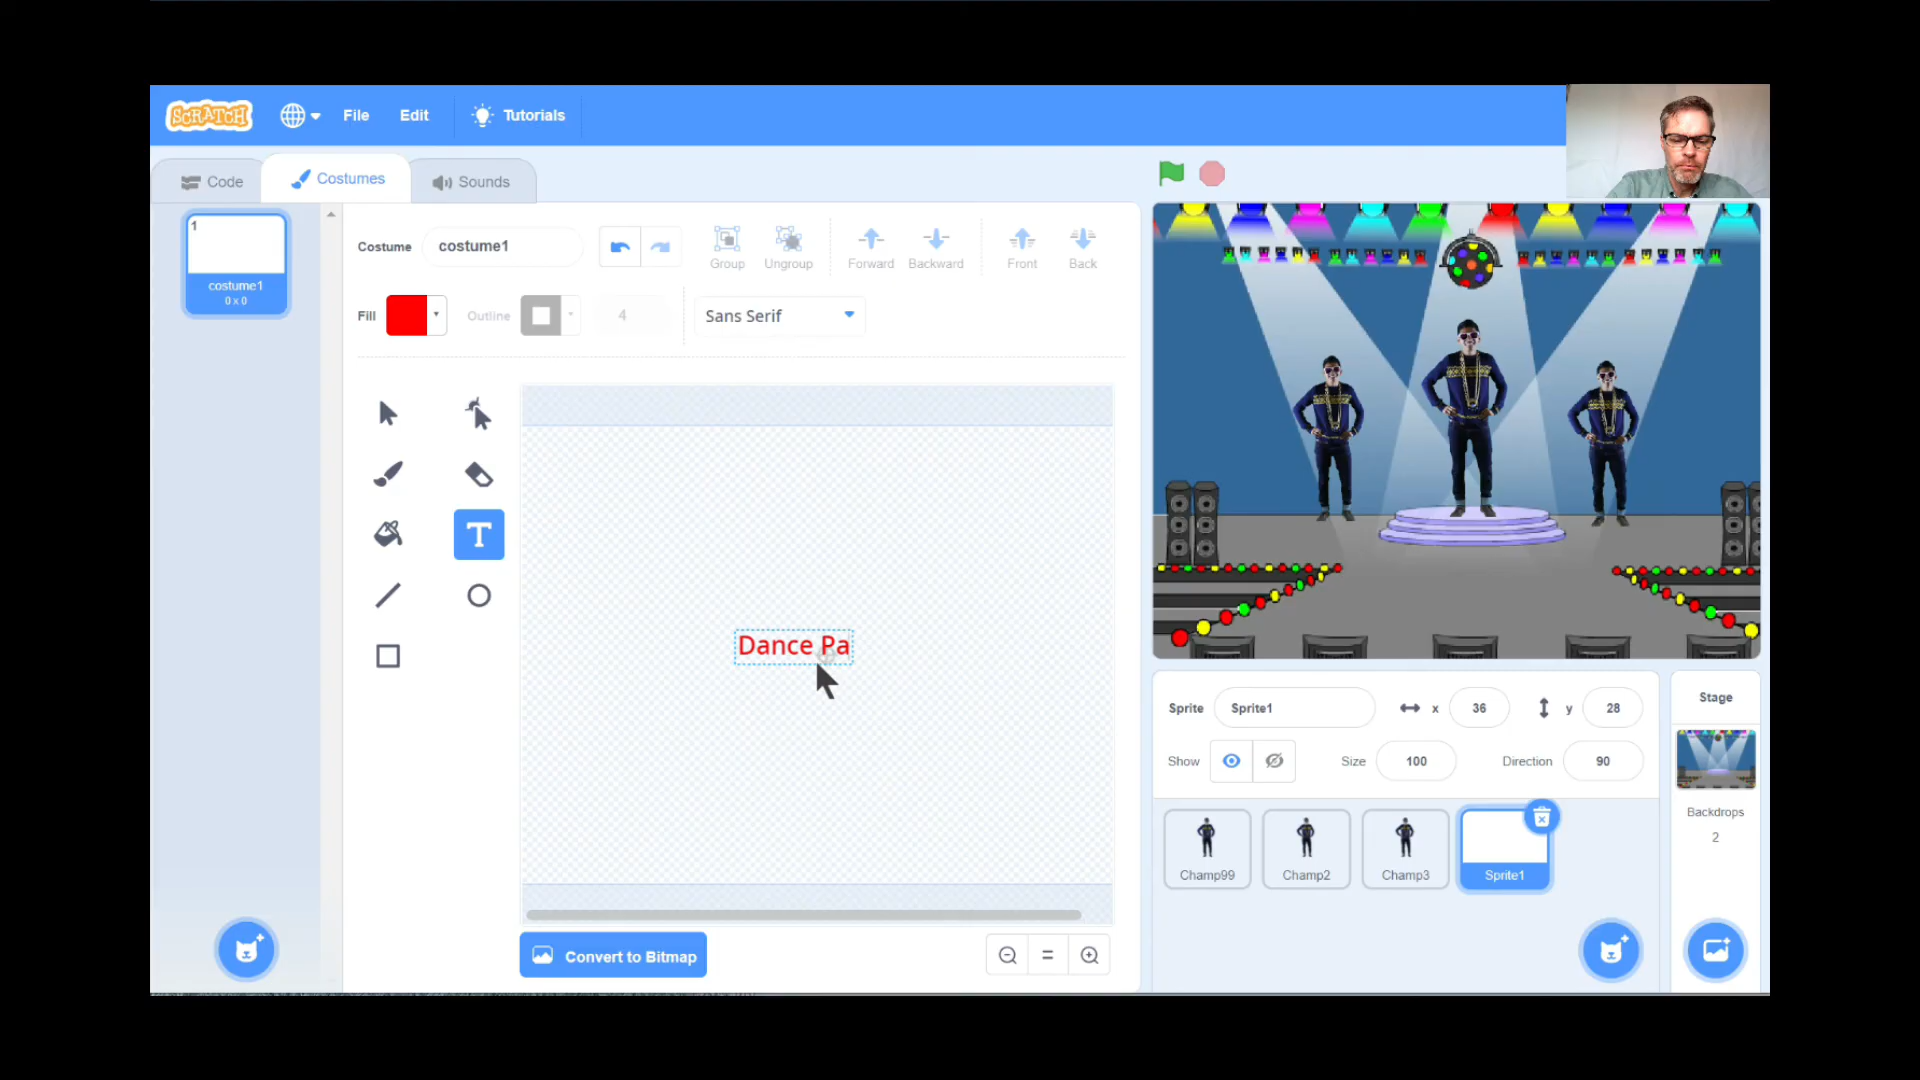 SCRATCH
File
Edit
Tutorials
Code
Costumes
Sounds
1
costume1
0 x 0
Costume
costume1
Group
Ungroup
Forward
Backward
Front
Back
Fill
Outline
4
Sans Serif
Dance Pa
Convert to Bitmap
Sprite
Sprite1
x
36
y
28
Show
Size
100
Direction
90
Champ99
Champ2
Champ3
Sprite1
Stage
Backdrops
2